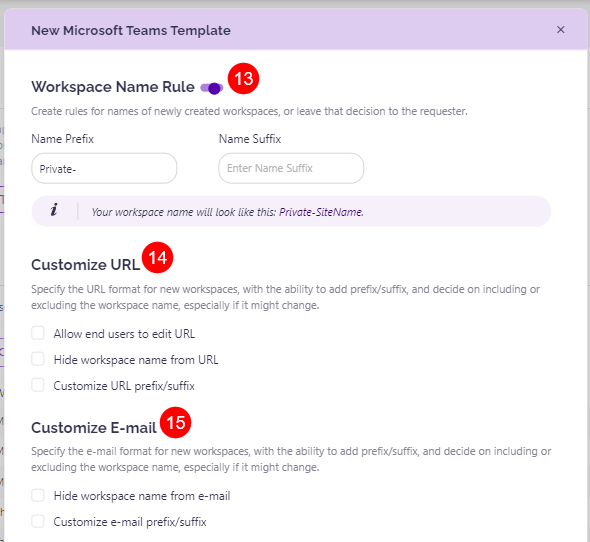 New Microsoft Teams Template
×
Workspace Name Rule 13
Create rules for names of newly created workspaces, or leave that decision to the requester.
Name Prefix Name Suffix
Private- Enter Name Suffix
i Your workspace name will look like this: Private-SiteName.
Customize URL 14
Specify the URL format for new workspaces, with the ability to add prefix/suffix, and decide on including or
excluding the workspace name, especially if it might change.
Allow end users to edit URL
Hide workspace name from URL
Customize URL prefix/suffix
Customize E-mail 15
Specify the e-mail format for new workspaces, with the ability to add prefix/suffix, and decide on including or
excluding the workspace name, especially if it might change.
Hide workspace name from e-mail
Customize e-mail prefix/suffix